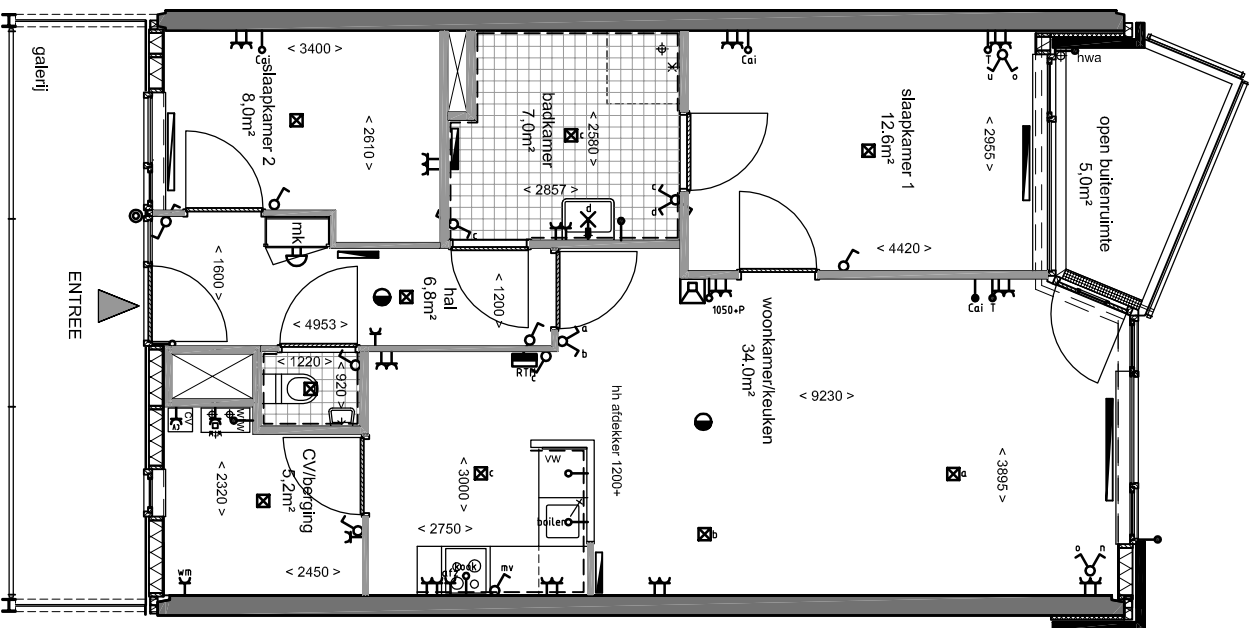 galerij
ENTREE
< 3400 >
Cai
slaapkamer 2
8,0m²
< 2610 >
badkamer
7,0m²
< 2580 >
< 2857 >
c
c
d
d
c
Cai
slaapkamer 1
12.6m²
< 2955 >
< 4420 >
T
u
o
hwa
open buitenruimte
5,0m²
mk
< 1600 >
< 4953 >
hal
6,8m²
< 1200 >
a
b
c
RTM
1050+P
Cai
T
woonkamer/keuken
34.0m²
< 9230 >
< 3895 >
a
b
o
n
hh afdekker 1200+
< 1220 >
< 920 >
CV
WW
CV/berging
5,2m²
< 2320 >
< 2450 >
wm
< 3000 >
c
< 2750 >
vw
boiler
kook
mv